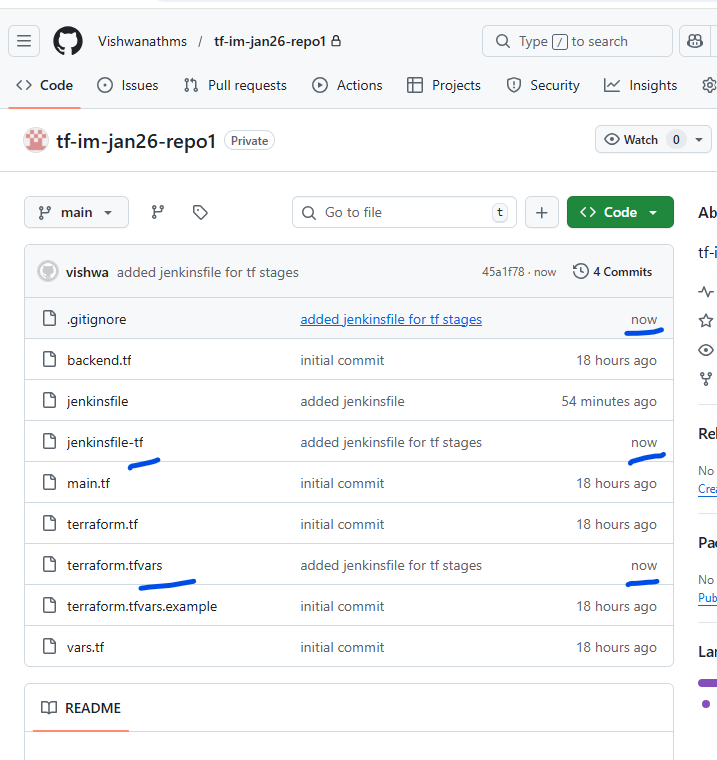 Vishwanathms / tf-im-jan26-repo1
Type / to search
Code Issues Pull requests Actions Projects Security Insights
tf-im-jan26-repo1 Private Watch 0
main Go to file t + Code Ab
vishwa added jenkinsfile for tf stages 45a1f78 · now 4 Commits
tf-i
.gitignore added jenkinsfile for tf stages now
backend.tf initial commit 18 hours ago
jenkinsfile added jenkinsfile 54 minutes ago
jenkinsfile-tf added jenkinsfile for tf stages now
Rel
main.tf initial commit 18 hours ago
No
Crea
terraform.tf initial commit 18 hours ago
Pac
terraform.tfvars added jenkinsfile for tf stages now
No
Pub
terraform.tfvars.example initial commit 18 hours ago
vars.tf initial commit 18 hours ago
Lan
README